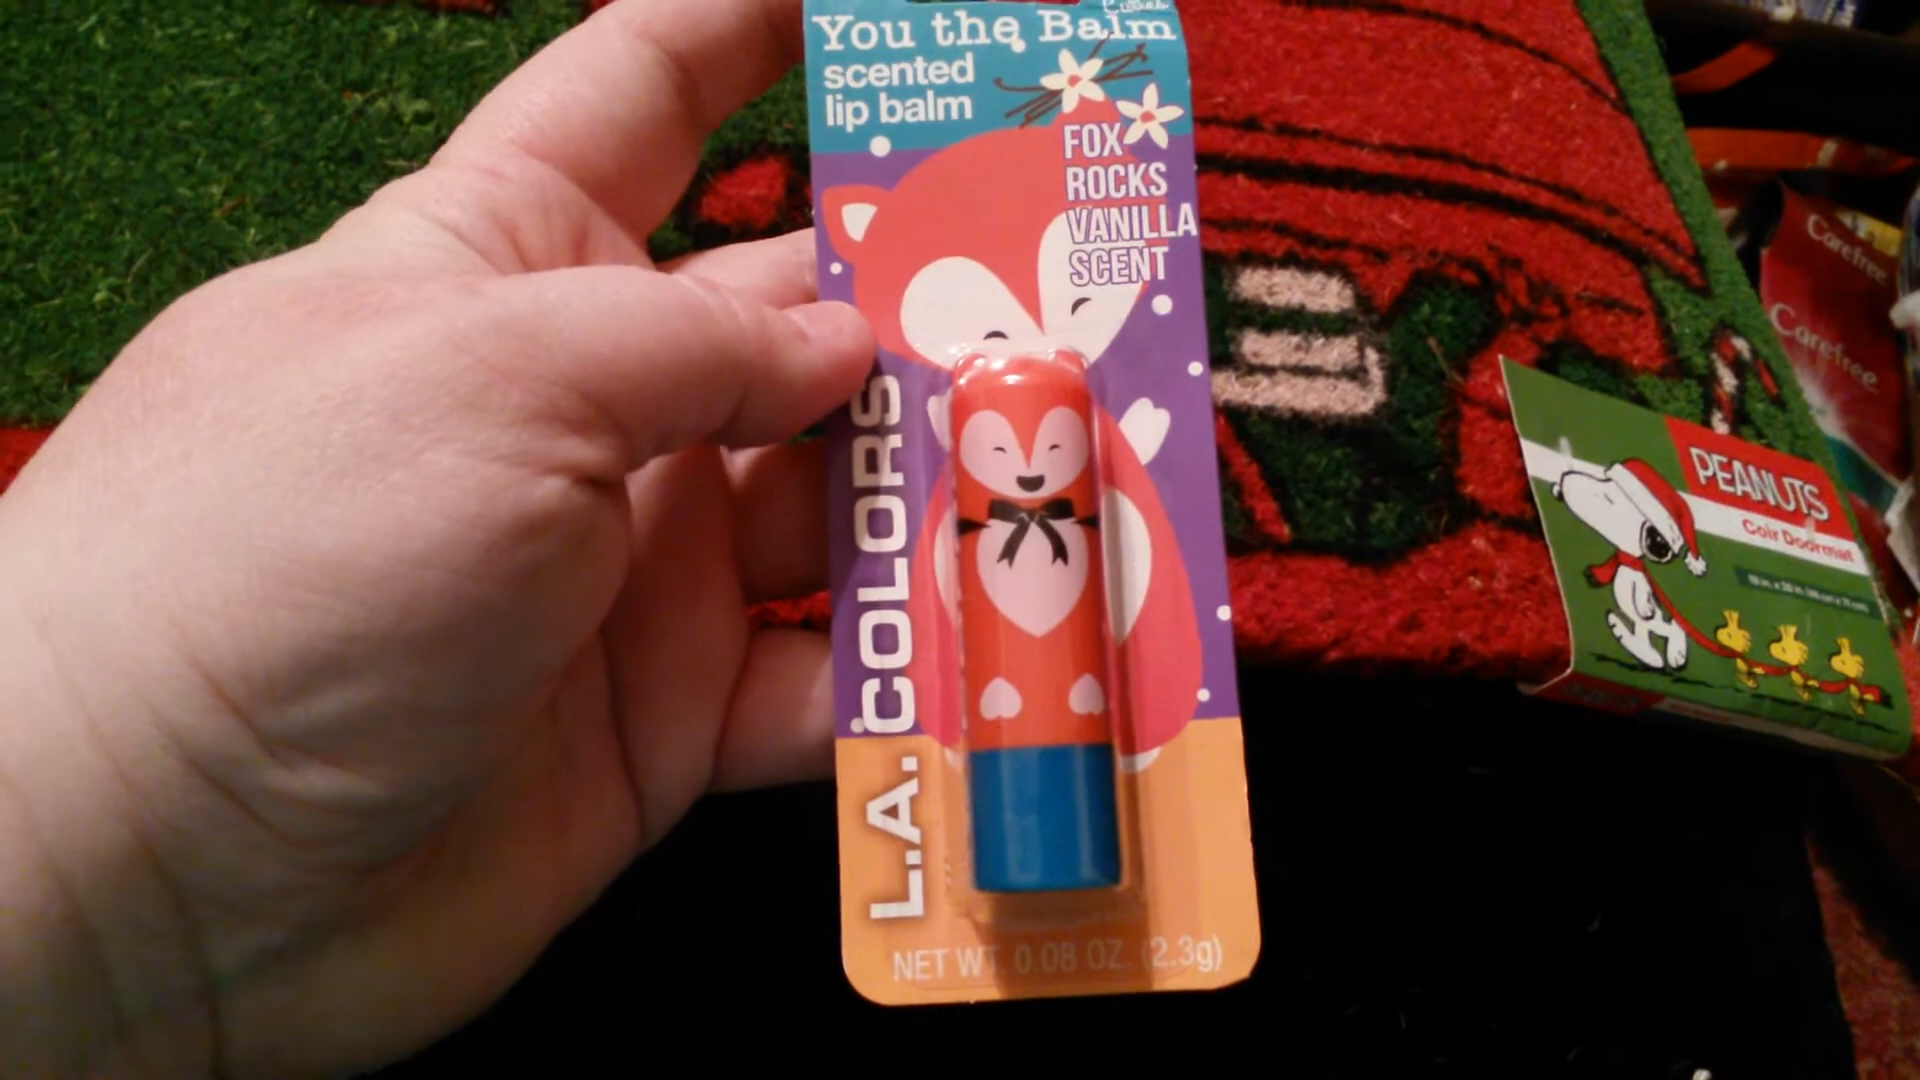 Cuties
You the Balm
scented
lip balm
FOX
ROCKS
VANILLA
SCENT
L.A. COLORS
NET WT. 0.08 OZ. (2.3g)
PEANUTS
Coir Doormat
Carefree
Carefree